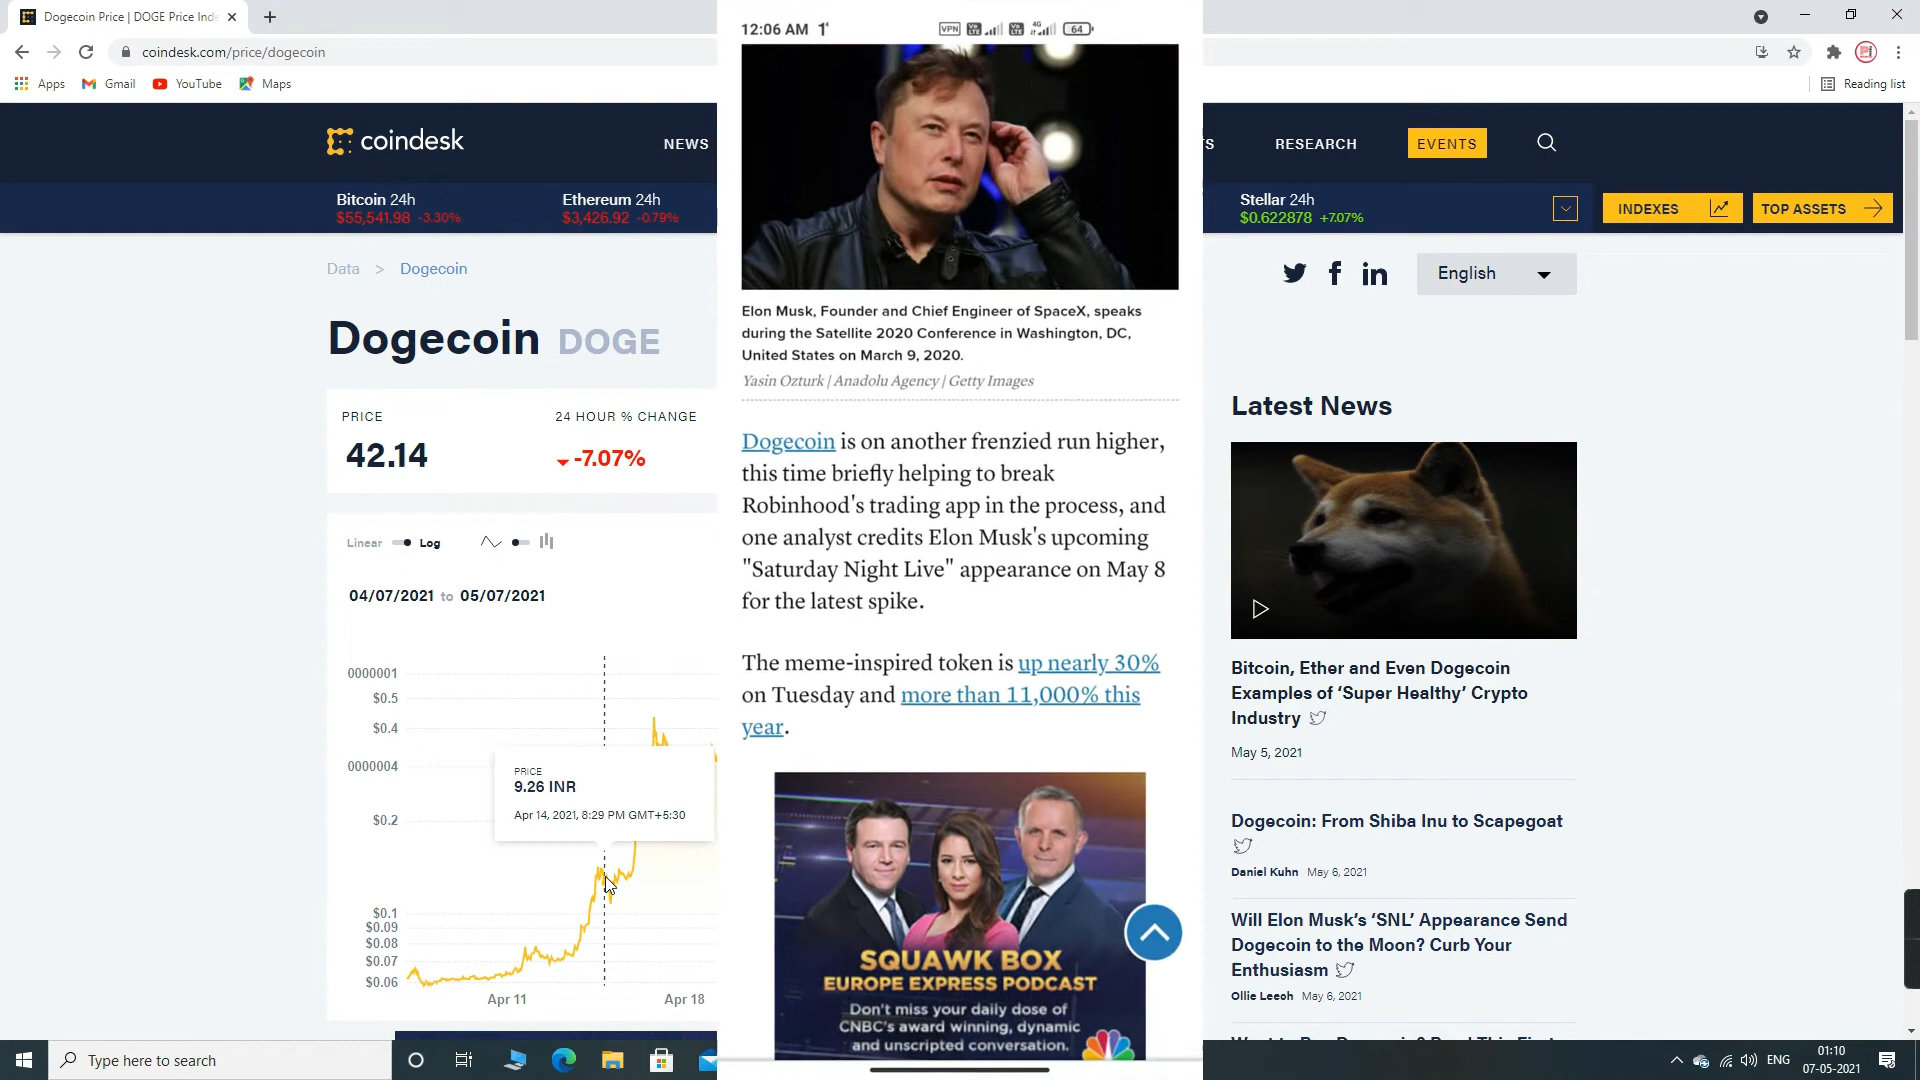 Dogecoin Price | DOGE Price Inde
coindesk.com/price/dogecoin
Apps Gmail YouTube Maps
Reading list
coindesk
NEWS
Bitcoin 24h
$55,541.98 -3.30%
Ethereum 24h
$3,426.92 -0.79%
Data > Dogecoin
Dogecoin DOGE
PRICE
42.14
24 HOUR % CHANGE
-7.07%
Linear Log
04/07/2021 to 05/07/2021
0000001
$0.5
$0.4
0000004
$0.2
$0.1
$0.09
$0.08
$0.07
$0.06
PRICE
9.26 INR
Apr 14, 2021, 8:29 PM GMT+5:30
Apr 11
Apr 18
12:06 AM
VPN
4G
64
Elon Musk, Founder and Chief Engineer of SpaceX, speaks
during the Satellite 2020 Conference in Washington, DC,
United States on March 9, 2020.
Yasin Ozturk | Anadolu Agency | Getty Images
Dogecoin is on another frenzied run higher,
this time briefly helping to break
Robinhood's trading app in the process, and
one analyst credits Elon Musk's upcoming
"Saturday Night Live" appearance on May 8
for the latest spike.
The meme-inspired token is up nearly 30%
on Tuesday and more than 11,000% this
year.
SQUAWK BOX
EUROPE EXPRESS PODCAST
Don't miss your daily dose of
CNBC's award winning, dynamic
and unscripted conversation.
TS
RESEARCH
EVENTS
Stellar 24h
$0.622878 +7.07%
INDEXES
TOP ASSETS
English
Latest News
Bitcoin, Ether and Even Dogecoin
Examples of ‘Super Healthy’ Crypto
Industry
May 5, 2021
Dogecoin: From Shiba Inu to Scapegoat
Daniel Kuhn May 6, 2021
Will Elon Musk’s ‘SNL’ Appearance Send
Dogecoin to the Moon? Curb Your
Enthusiasm
Ollie Leech May 6, 2021
Type here to search
ENG
01:10
07-05-2021